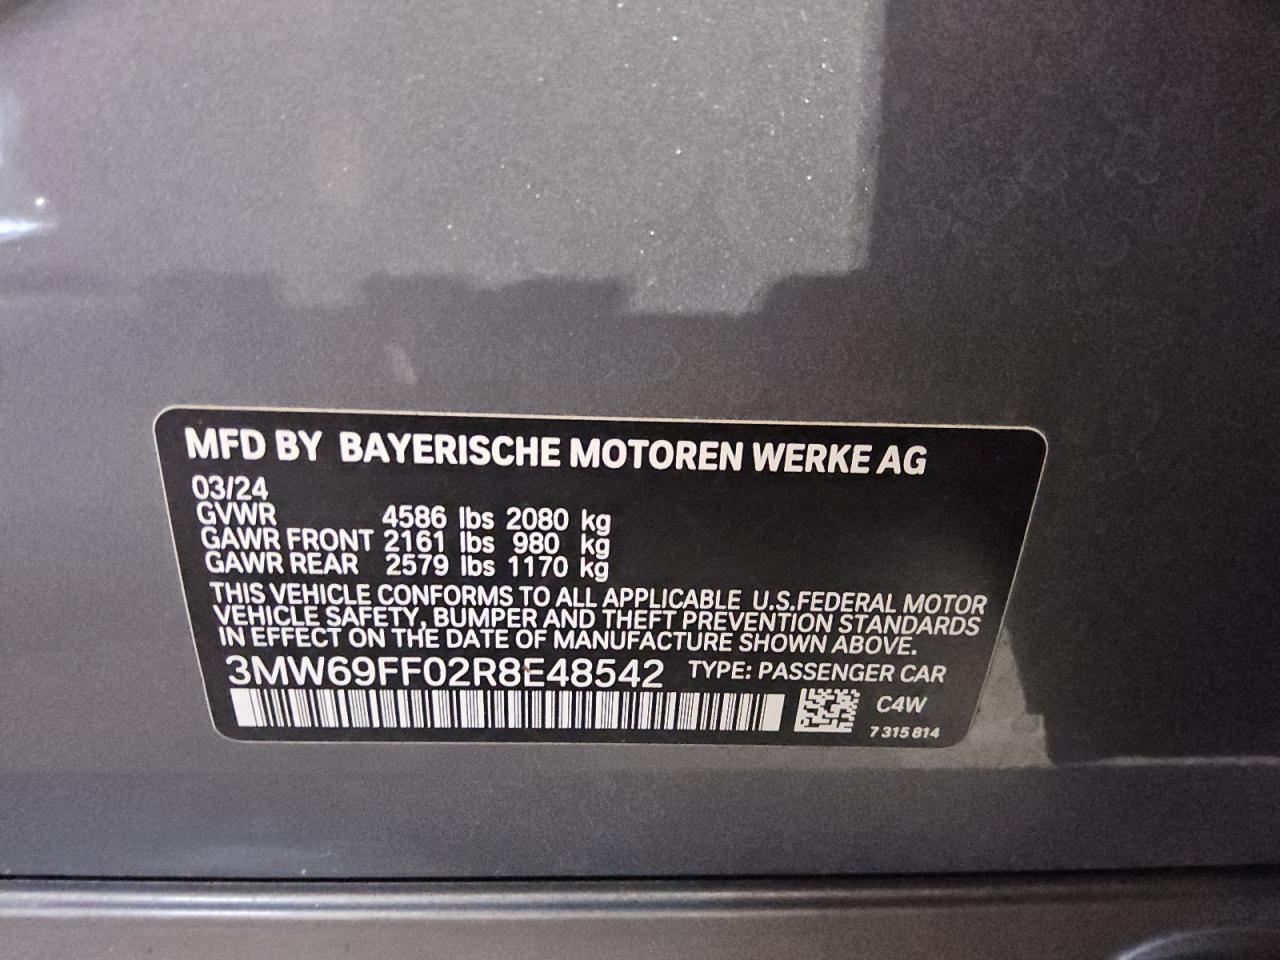 MFD BY BAYERISCHE MOTOREN WERKE AG
03/24
GVWR 4586 lbs 2080 kg
GAWR FRONT 2161 lbs 980 kg
GAWR REAR 2579 lbs 1170 kg
THIS VEHICLE CONFORMS TO ALL APPLICABLE U.S.FEDERAL MOTOR
VEHICLE SAFETY, BUMPER AND THEFT PREVENTION STANDARDS
IN EFFECT ON THE DATE OF MANUFACTURE SHOWN ABOVE.
3MW69FF02R8E48542 TYPE: PASSENGER CAR
C4W
7 315 814